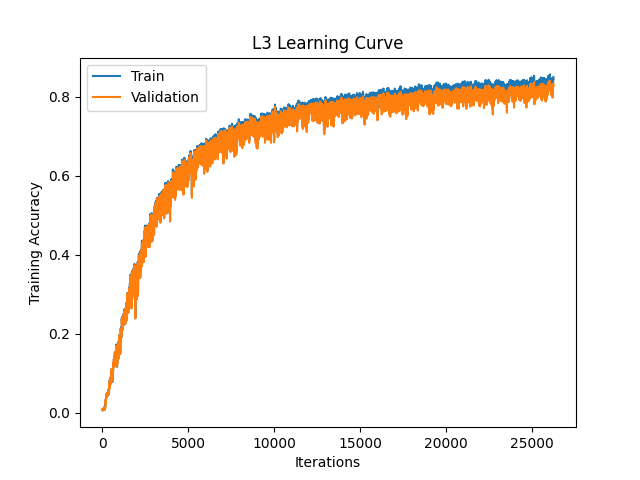 L3 Learning Curve
Train
Validation
Training Accuracy
0.8
0.6
0.4
0.2
0.0
0 5000 10000 15000 20000 25000
Iterations